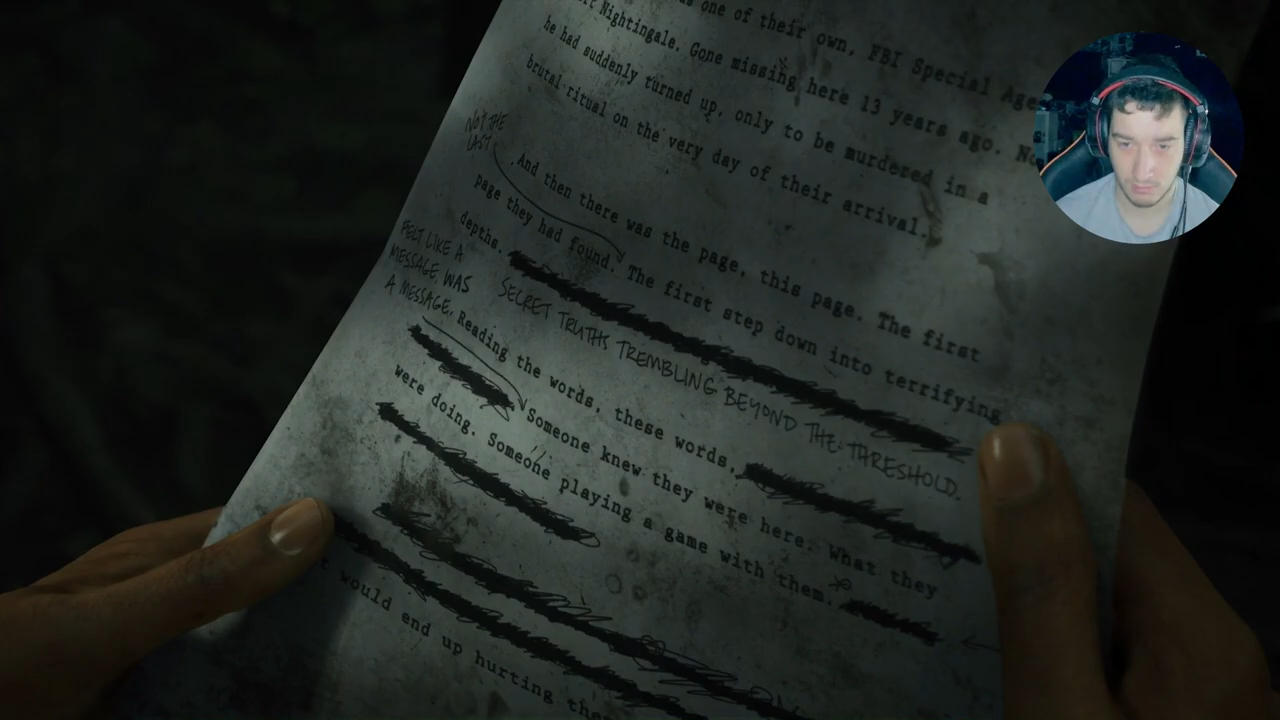 s one of their own, FBI Special Age
rt Nightingale. Gone missing here 13 years ago. No
he had suddenly turned up, only to be murdered in a
brutal ritual on the very day of their arrival.
NOT THE
LAST
And then there was the page, this page. The first
page they had found. The first step down into terrifying
depths.
SECRET TRUTHS TREMBLING BEYOND THE THRESHOLD.
FELT LIKE A
MESSAGE WAS
A MESSAGE.
Reading the words, these words,
Someone knew they were here. What they
were doing. Someone playing a game with them.
would end up hurting the